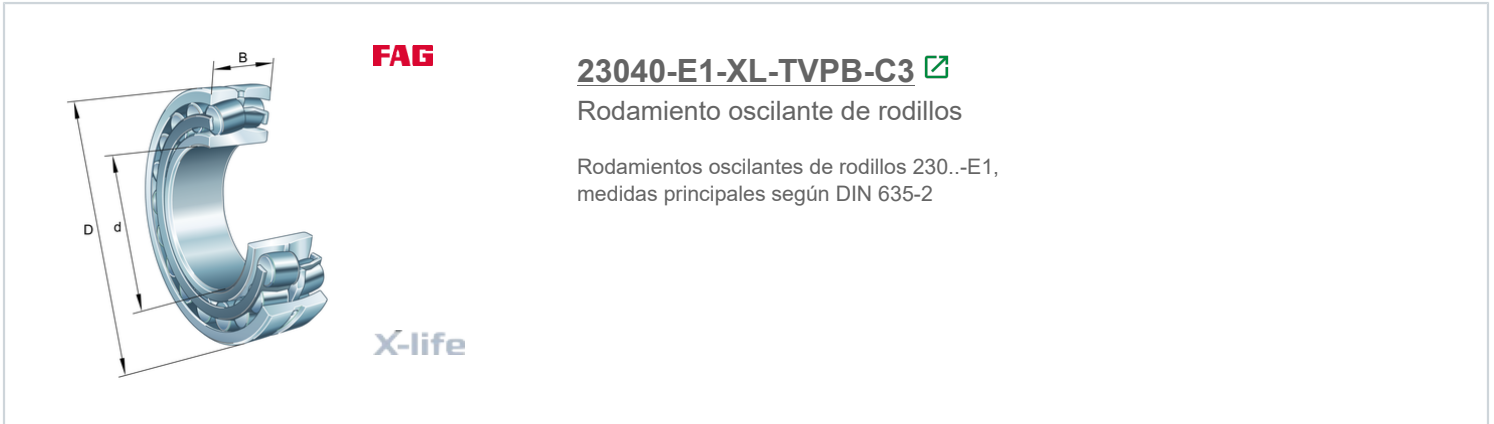 B
FAG
23040-E1-XL-TVPB-C3
Rodamiento oscilante de rodillos
Rodamientos oscilantes de rodillos 230..-E1,
medidas principales según DIN 635-2
D
d
X-life